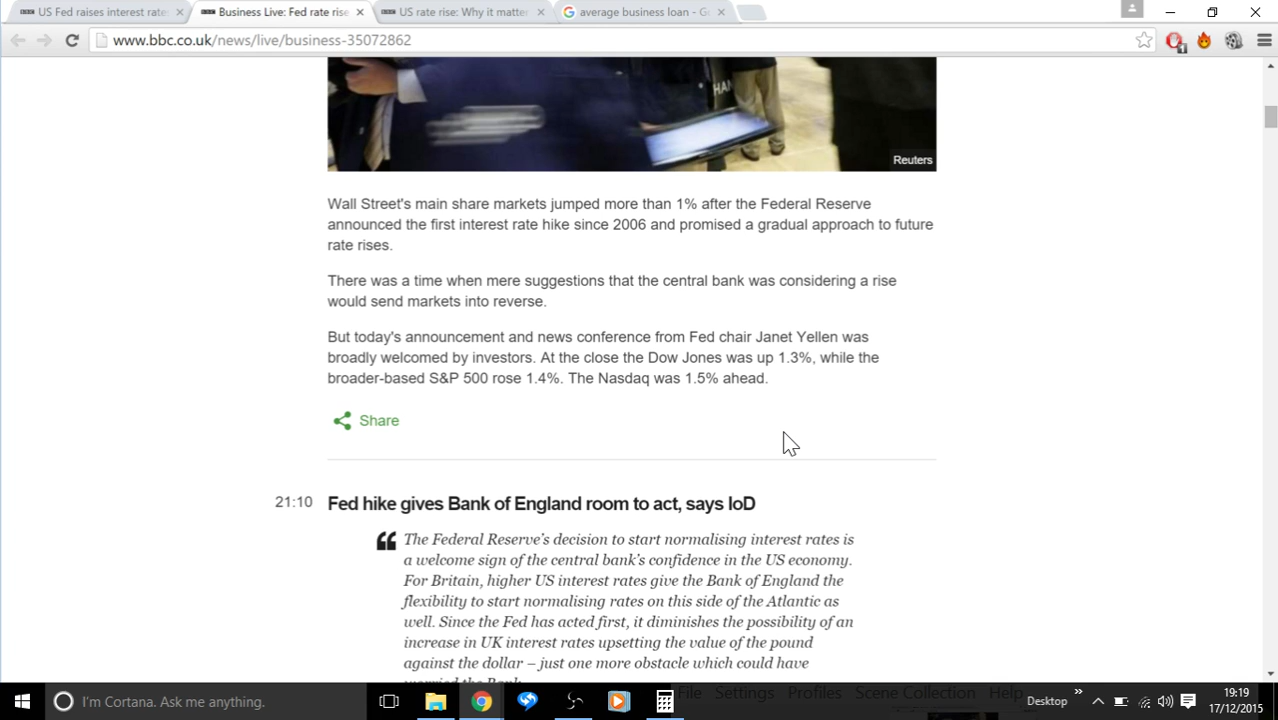 US Fed raises interest rate
Business Live: Fed rate rise
US rate rise: Why it matter
average business loan - G
www.bbc.co.uk/news/live/business-35072862
1
HAN
Reuters
Wall Street's main share markets jumped more than 1% after the Federal Reserve
announced the first interest rate hike since 2006 and promised a gradual approach to future
rate rises.
There was a time when mere suggestions that the central bank was considering a rise
would send markets into reverse.
But today's announcement and news conference from Fed chair Janet Yellen was
broadly welcomed by investors. At the close the Dow Jones was up 1.3%, while the
broader-based S&P 500 rose 1.4%. The Nasdaq was 1.5% ahead.
Share
21:10 Fed hike gives Bank of England room to act, says IoD
The Federal Reserve's decision to start normalising interest rates is
a welcome sign of the central bank's confidence in the US economy.
For Britain, higher US interest rates give the Bank of England the
flexibility to start normalising rates on this side of the Atlantic as
well. Since the Fed has acted first, it diminishes the possibility of an
increase in UK interest rates upsetting the value of the pound
against the dollar – just one more obstacle which could have
worried the Bank
File Settings Profiles Scene Collection Help
I'm Cortana. Ask me anything.
Desktop
19:19
17/12/2015